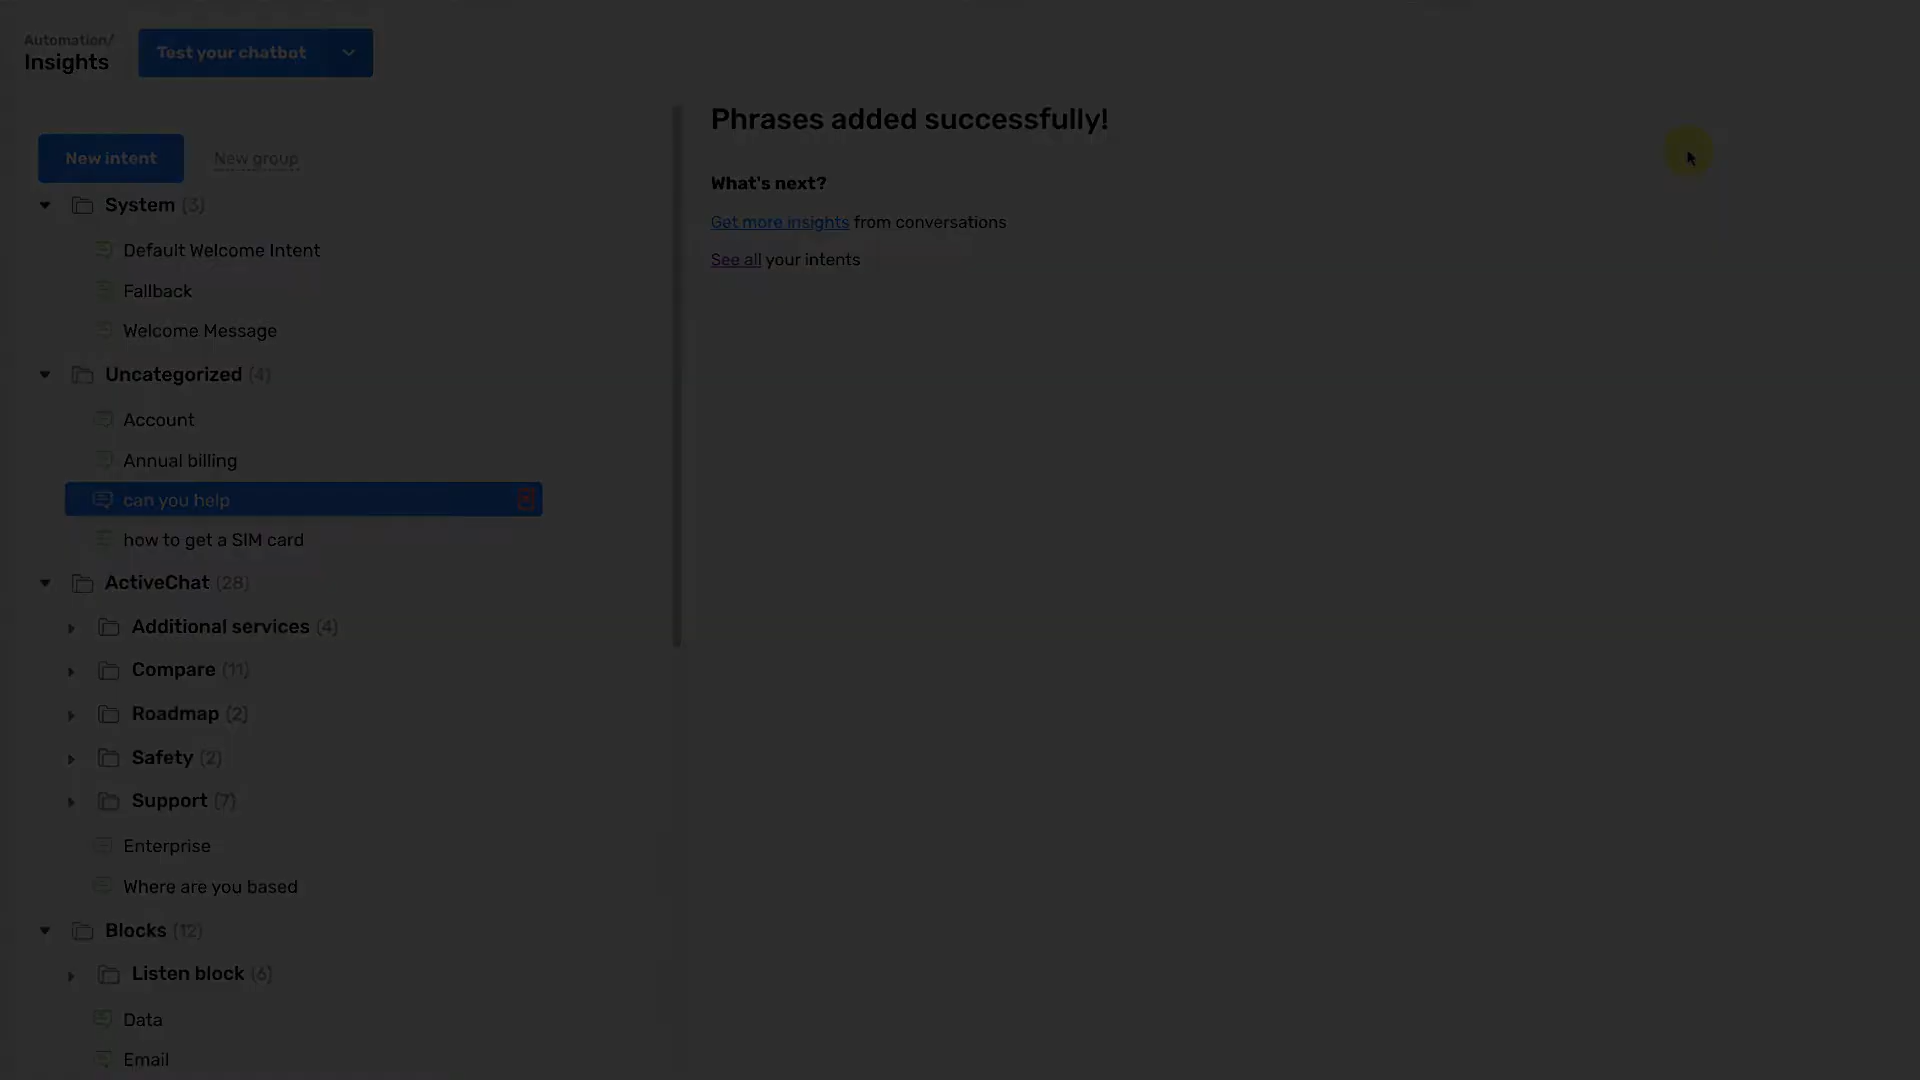 Automation/
Insights
Test your chatbot
New intent
New group
System (3)
Default Welcome Intent
Fallback
Welcome Message
Uncategorized (4)
Account
Annual billing
can you help
how to get a SIM card
ActiveChat (28)
Additional services (4)
Compare (11)
Roadmap (2)
Safety (2)
Support (7)
Enterprise
Where are you based
Blocks (12)
Listen block (6)
Data
Email
Phrases added successfully!
What's next?
Get more insights from conversations
See all your intents